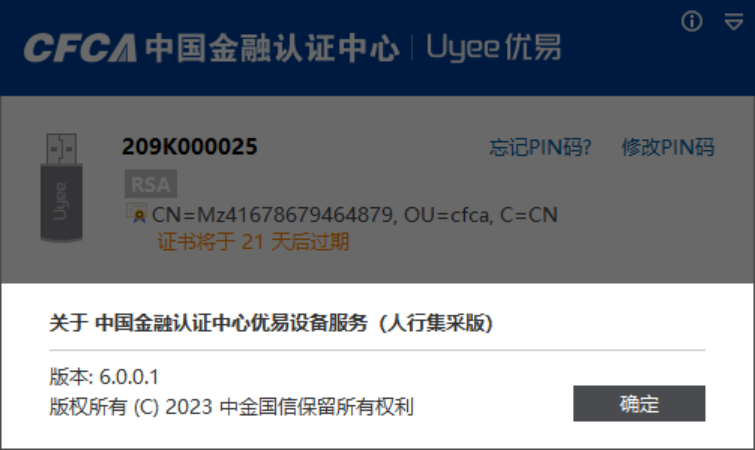 CFCA 中国金融认证中心 | Uyee 优易
209K000025 忘记PIN码? 修改PIN码
RSA
Uyee
CN=Mz41678679464879, OU=cfca, C=CN
证书将于 21 天后过期
关于 中国金融认证中心优易设备服务（人行集采版）
版本: 6.0.0.1
版权所有 (C) 2023 中金国信保留所有权利
确定